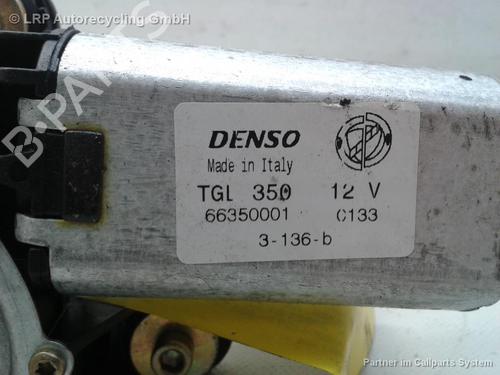 © LRP Autorecycling GmbH
B-PARTS
DENSO
Made in Italy
TGL 350 12 V
66350001 C133
3-136-b
Partner im Callparts System